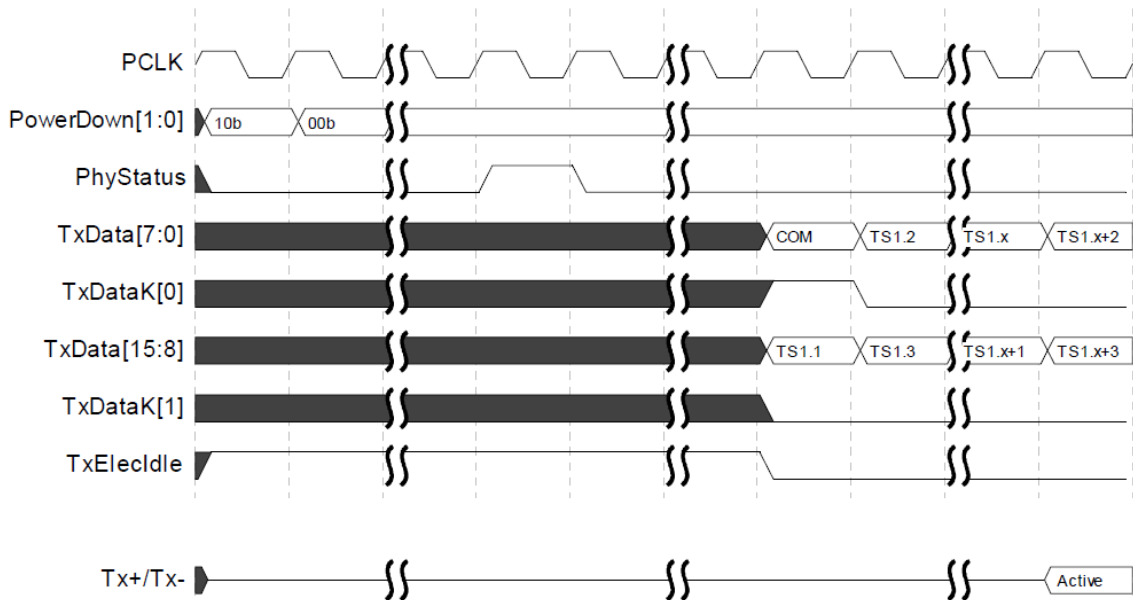 PCLK
PowerDown[1:0] 10b 00b
PhyStatus
TxData[7:0] COM TS1.2 TS1.x TS1.x+2
TxDataK[0]
TxData[15:8] TS1.1 TS1.3 TS1.x+1 TS1.x+3
TxDataK[1]
TxElecIdle
Tx+/Tx- Active